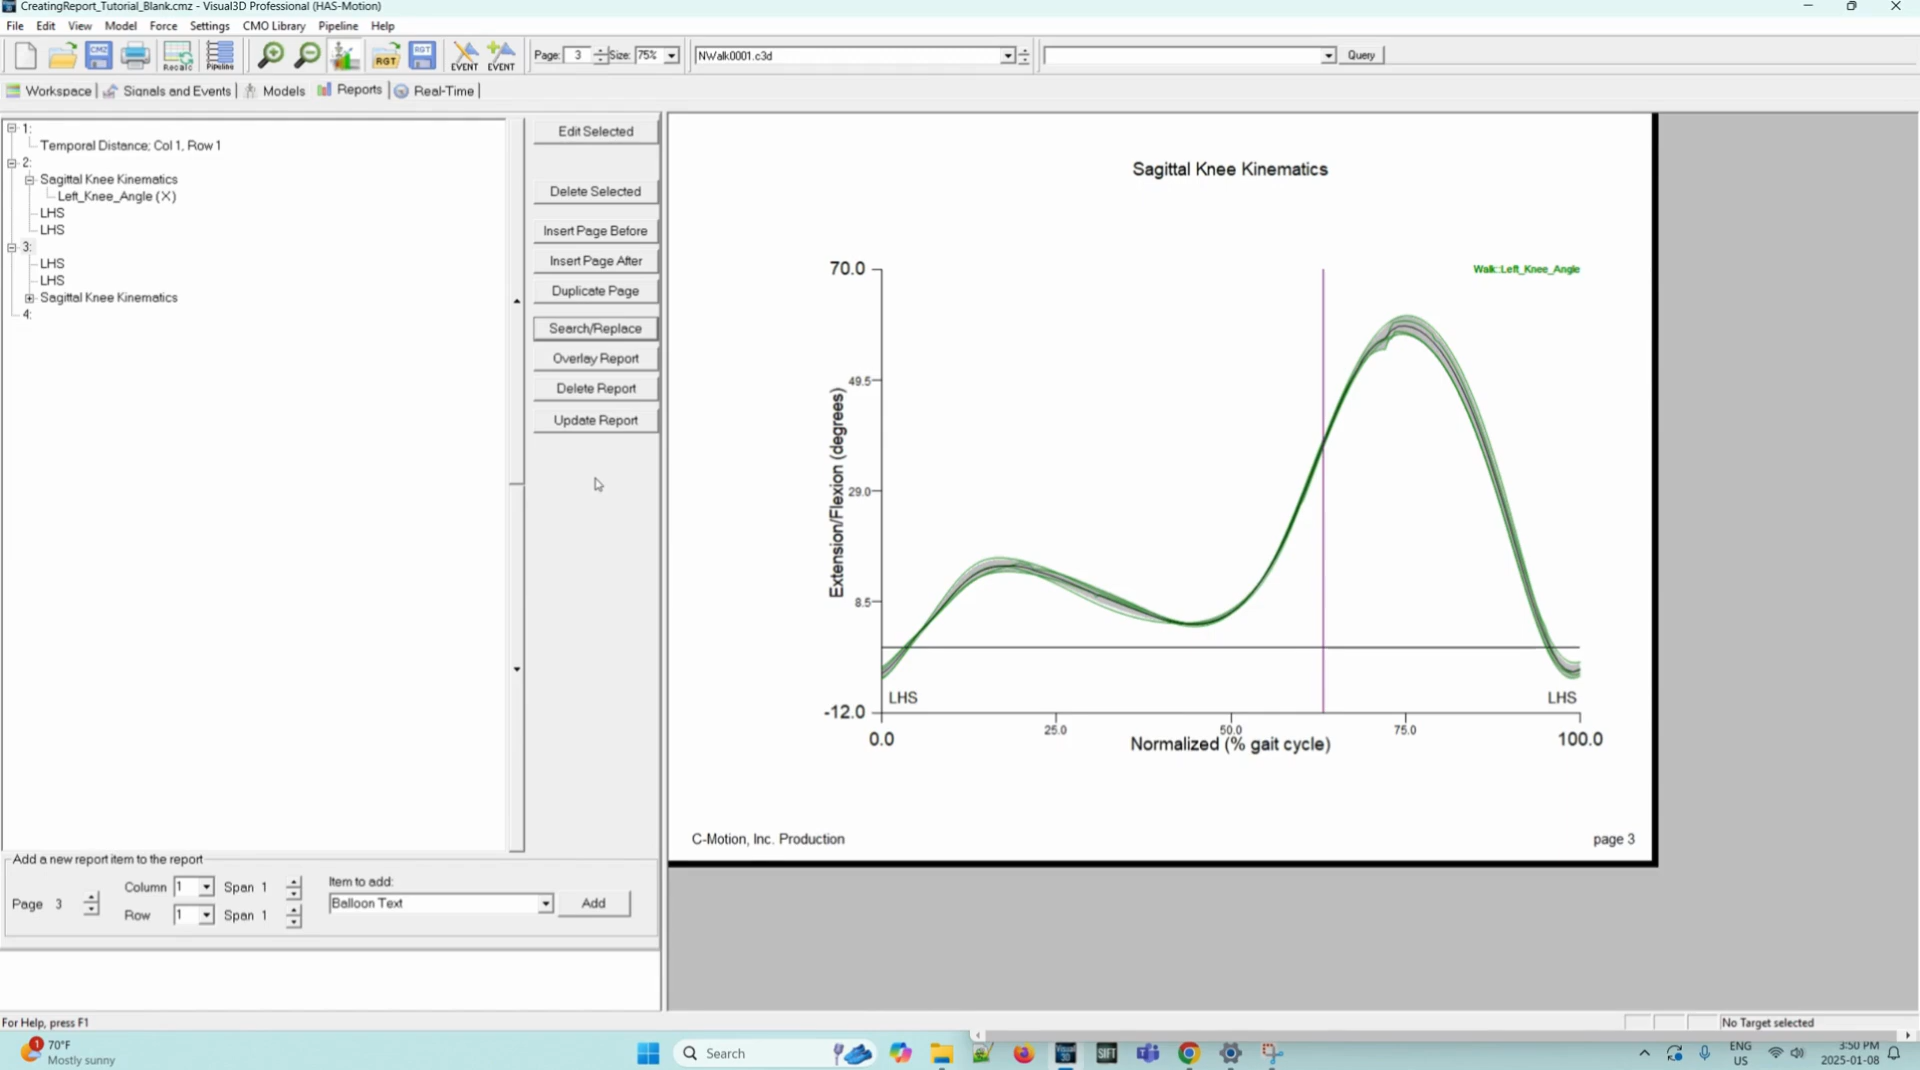 CreatingReport_Tutorial_Blank.cmz - Visual3D Professional (HAS-Motion)
File Edit View Model Force Settings CMO Library Pipeline Help
CMZ Recalc Pipeline RGT RGT EVENT EVENT Page: 3 Size: 75% NWalk0001.c3d Query
Workspace Signals and Events Models Reports Real-Time
1:
Temporal Distance; Col 1, Row 1
2:
Sagittal Knee Kinematics
Left_Knee_Angle (X)
LHS
LHS
3:
LHS
LHS
Sagittal Knee Kinematics
4:
Edit Selected
Delete Selected
Insert Page Before
Insert Page After
Duplicate Page
Search/Replace
Overlay Report
Delete Report
Update Report
Sagittal Knee Kinematics
Walk::Left_Knee_Angle
Extension/Flexion (degrees)
70.0
49.5
29.0
8.5
-12.0
LHS LHS
0.0 25.0 50.0 75.0 100.0
Normalized (% gait cycle)
C-Motion, Inc. Production page 3
Add a new report item to the report
Page 3
Column 1 Span 1
Row 1 Span 1
Item to add:
Balloon Text Add
For Help, press F1 No Target selected
1 70°F
Mostly sunny
Search
Visual 3D
SIFT
ENG
US
3:50 PM
2025-01-08